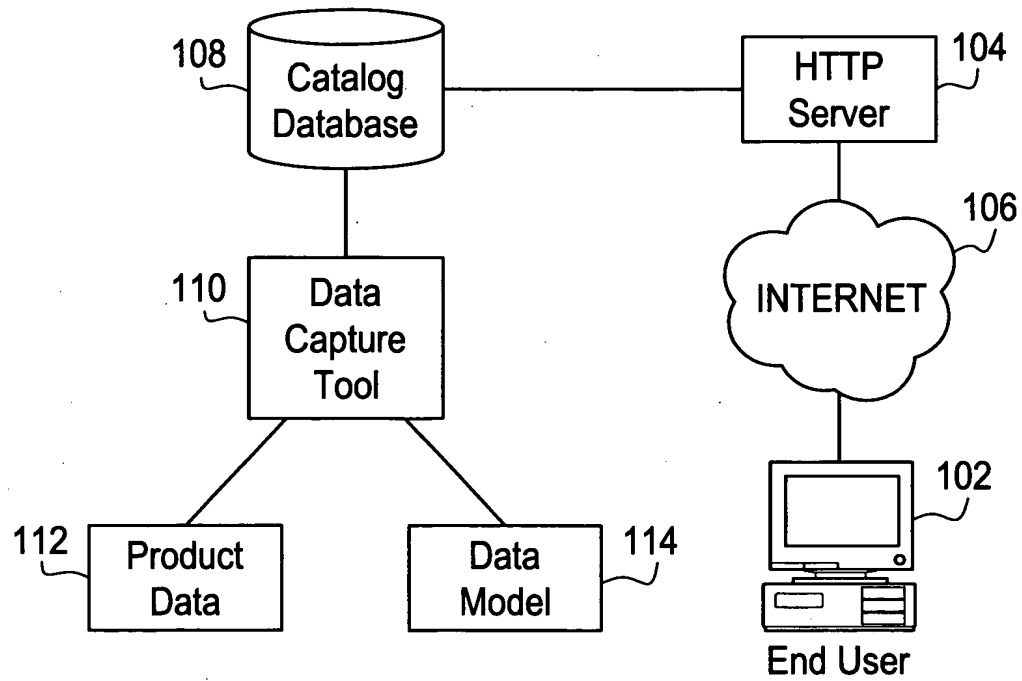 108
Catalog
Database
HTTP
Server
104
106
INTERNET
110
Data
Capture
Tool
102
112
Product
Data
Data
Model
114
End User